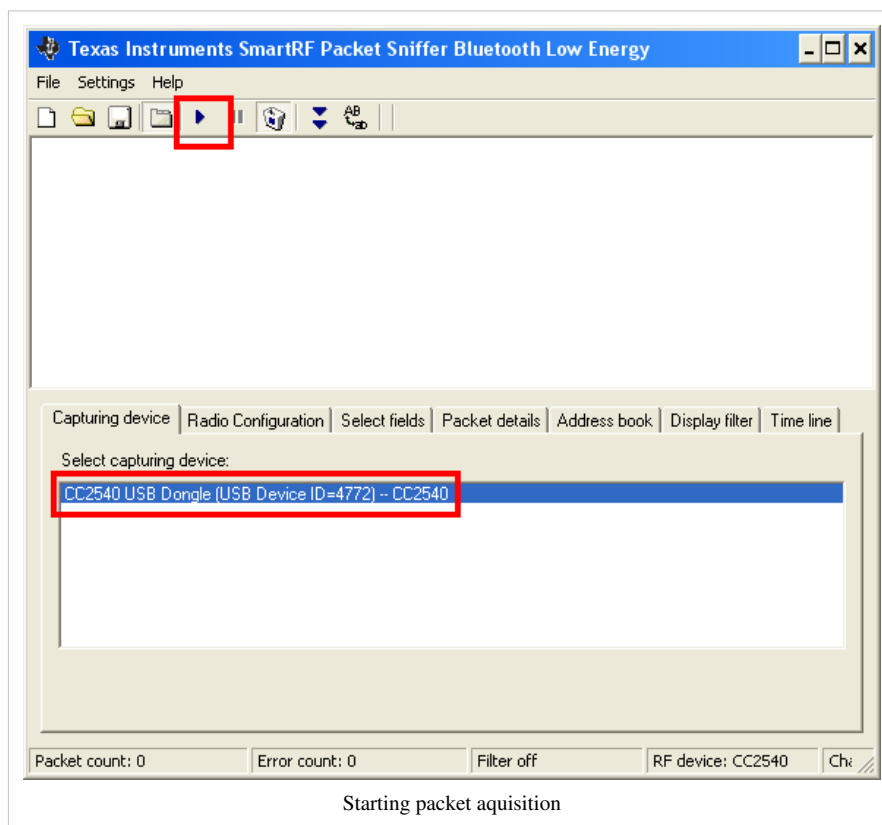 Texas Instruments SmartRF Packet Sniffer Bluetooth Low Energy
File Settings Help
AB
ab
Capturing device Radio Configuration Select fields Packet details Address book Display filter Time line
Select capturing device:
CC2540 USB Dongle (USB Device ID=4772) -- CC2540
Packet count: 0 Error count: 0 Filter off RF device: CC2540
Starting packet aquisition